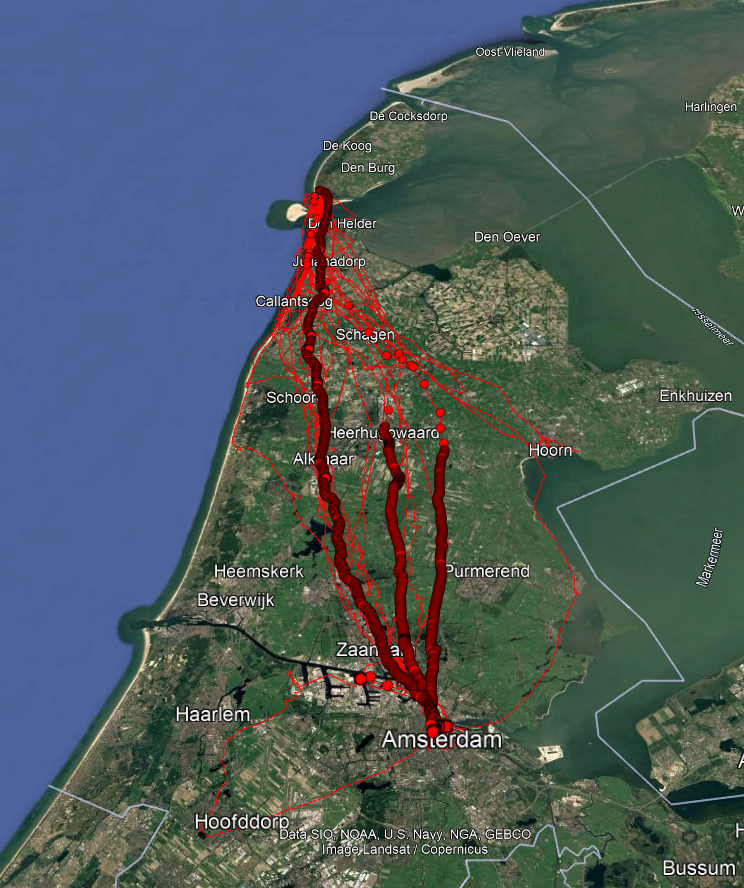 Oost-Vlieland
Harlingen
De Cocksdorp
De Koog
Den Burg
Den Helder
Den Oever
Julianadorp
Callantsoog
IJsselmeer
Schagen
Enkhuizen
Schoor
Heerhugowaard
Hoorn
Alkmaar
Markermeer
Heemskerk
Purmerend
Beverwijk
Zaandam
Haarlem
Amsterdam
Hoofddorp
Data SIO, NOAA, U.S. Navy, NGA, GEBCO
Image Landsat / Copernicus
Bussum